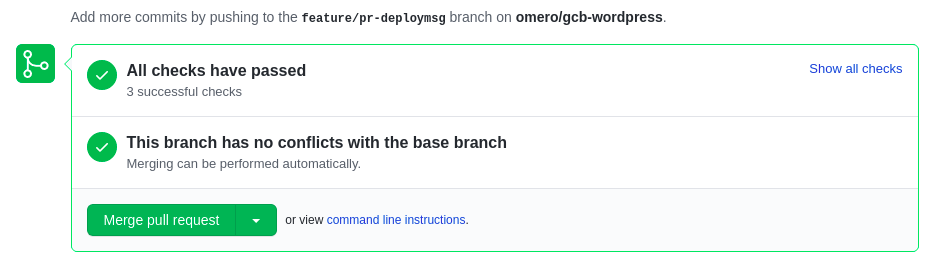 Add more commits by pushing to the feature/pr-deploymsg branch on omero/gcb-wordpress.
All checks have passed
Show all checks
3 successful checks
This branch has no conflicts with the base branch
Merging can be performed automatically.
Merge pull request
or view command line instructions.